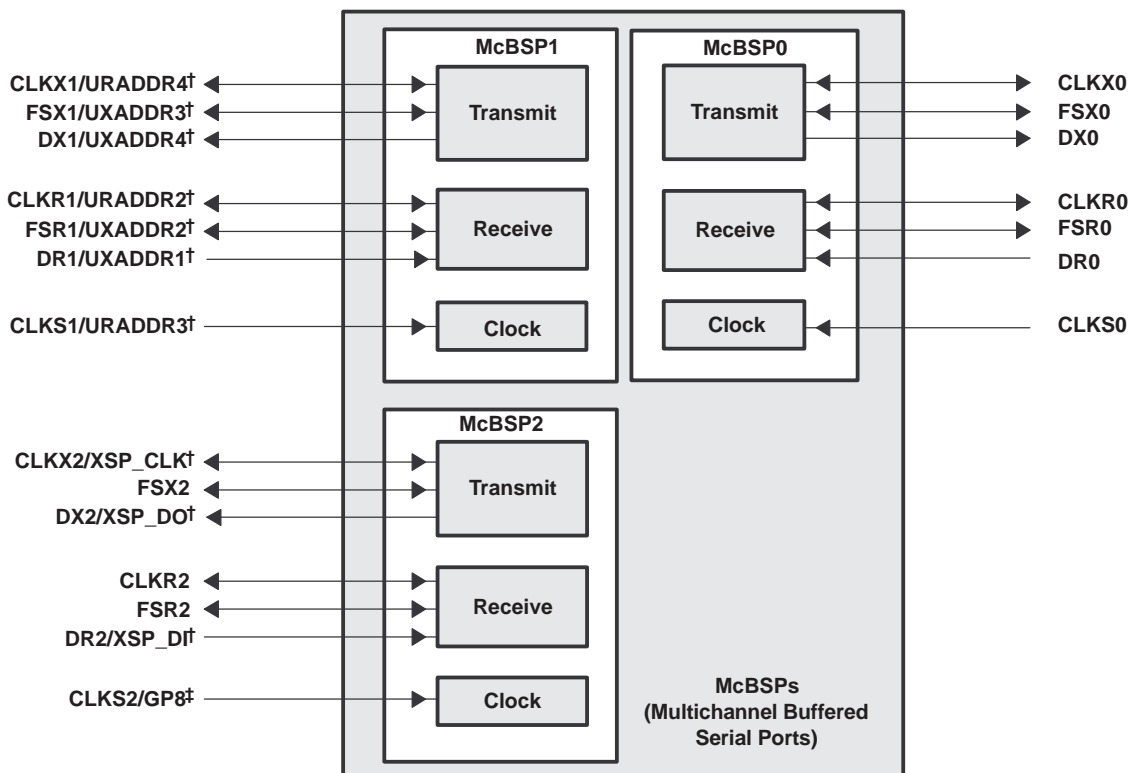 McBSP1
McBSP0
CLKX1/URADDR4†
FSX1/UXADDR3†
DX1/UXADDR4†
Transmit
Transmit
CLKX0
FSX0
DX0
CLKR1/URADDR2†
FSR1/UXADDR2†
DR1/UXADDR1†
Receive
Receive
CLKR0
FSR0
DR0
CLKS1/URADDR3†
Clock
Clock
CLKS0
McBSP2
CLKX2/XSP_CLK†
FSX2
DX2/XSP_DO†
Transmit
CLKR2
FSR2
DR2/XSP_DI†
Receive
CLKS2/GP8‡
Clock
McBSPs
(Multichannel Buffered
Serial Ports)